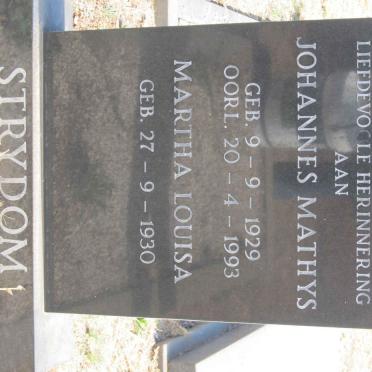 LIEFDEVOLLE HERINNERING
AAN
JOHANNES MATHYS
GEB. 9 - 9 - 1929
OORL. 20 - 4 - 1993
MARTHA LOUISA
GEB. 27 - 9 - 1930
STRYDOM